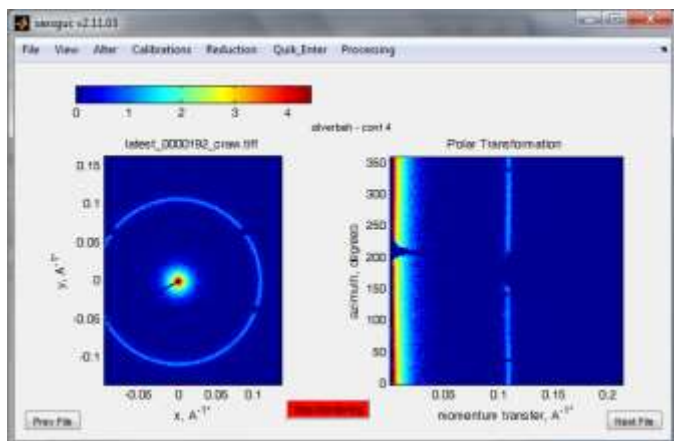 saxsguc v2.11.03
File View Alter Calibrations Reduction Quik_Enter Processing
0 1 2 3 4
silverbeh - conf 4
latest_0000192_craw.tiff
Polar Transformation
0.15
0.1
0.05
0
-0.05
-0.1
y, A^-1
-0.05 0 0.05 0.1
x, A^-1
350
300
250
200
150
100
50
0
azimuth, degrees
0.05 0.1 0.15 0.2
momentum transfer, A^-1
Prev File
Next File